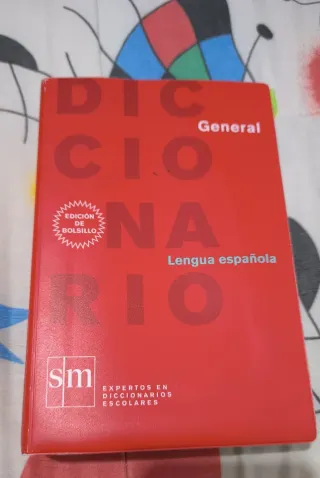 DIC
General
CIO
EDICIÓN
DE
BOLSILLO
NA
Lengua española
RIO
sm
EXPERTOS EN
DICCIONARIOS
ESCOLARES